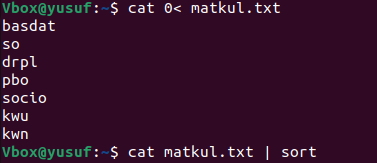 Vbox@yusuf:~$ cat 0< matkul.txt
basdat
so
drpl
pbo
socio
kwu
kwn
Vbox@yusuf:~$ cat matkul.txt | sort